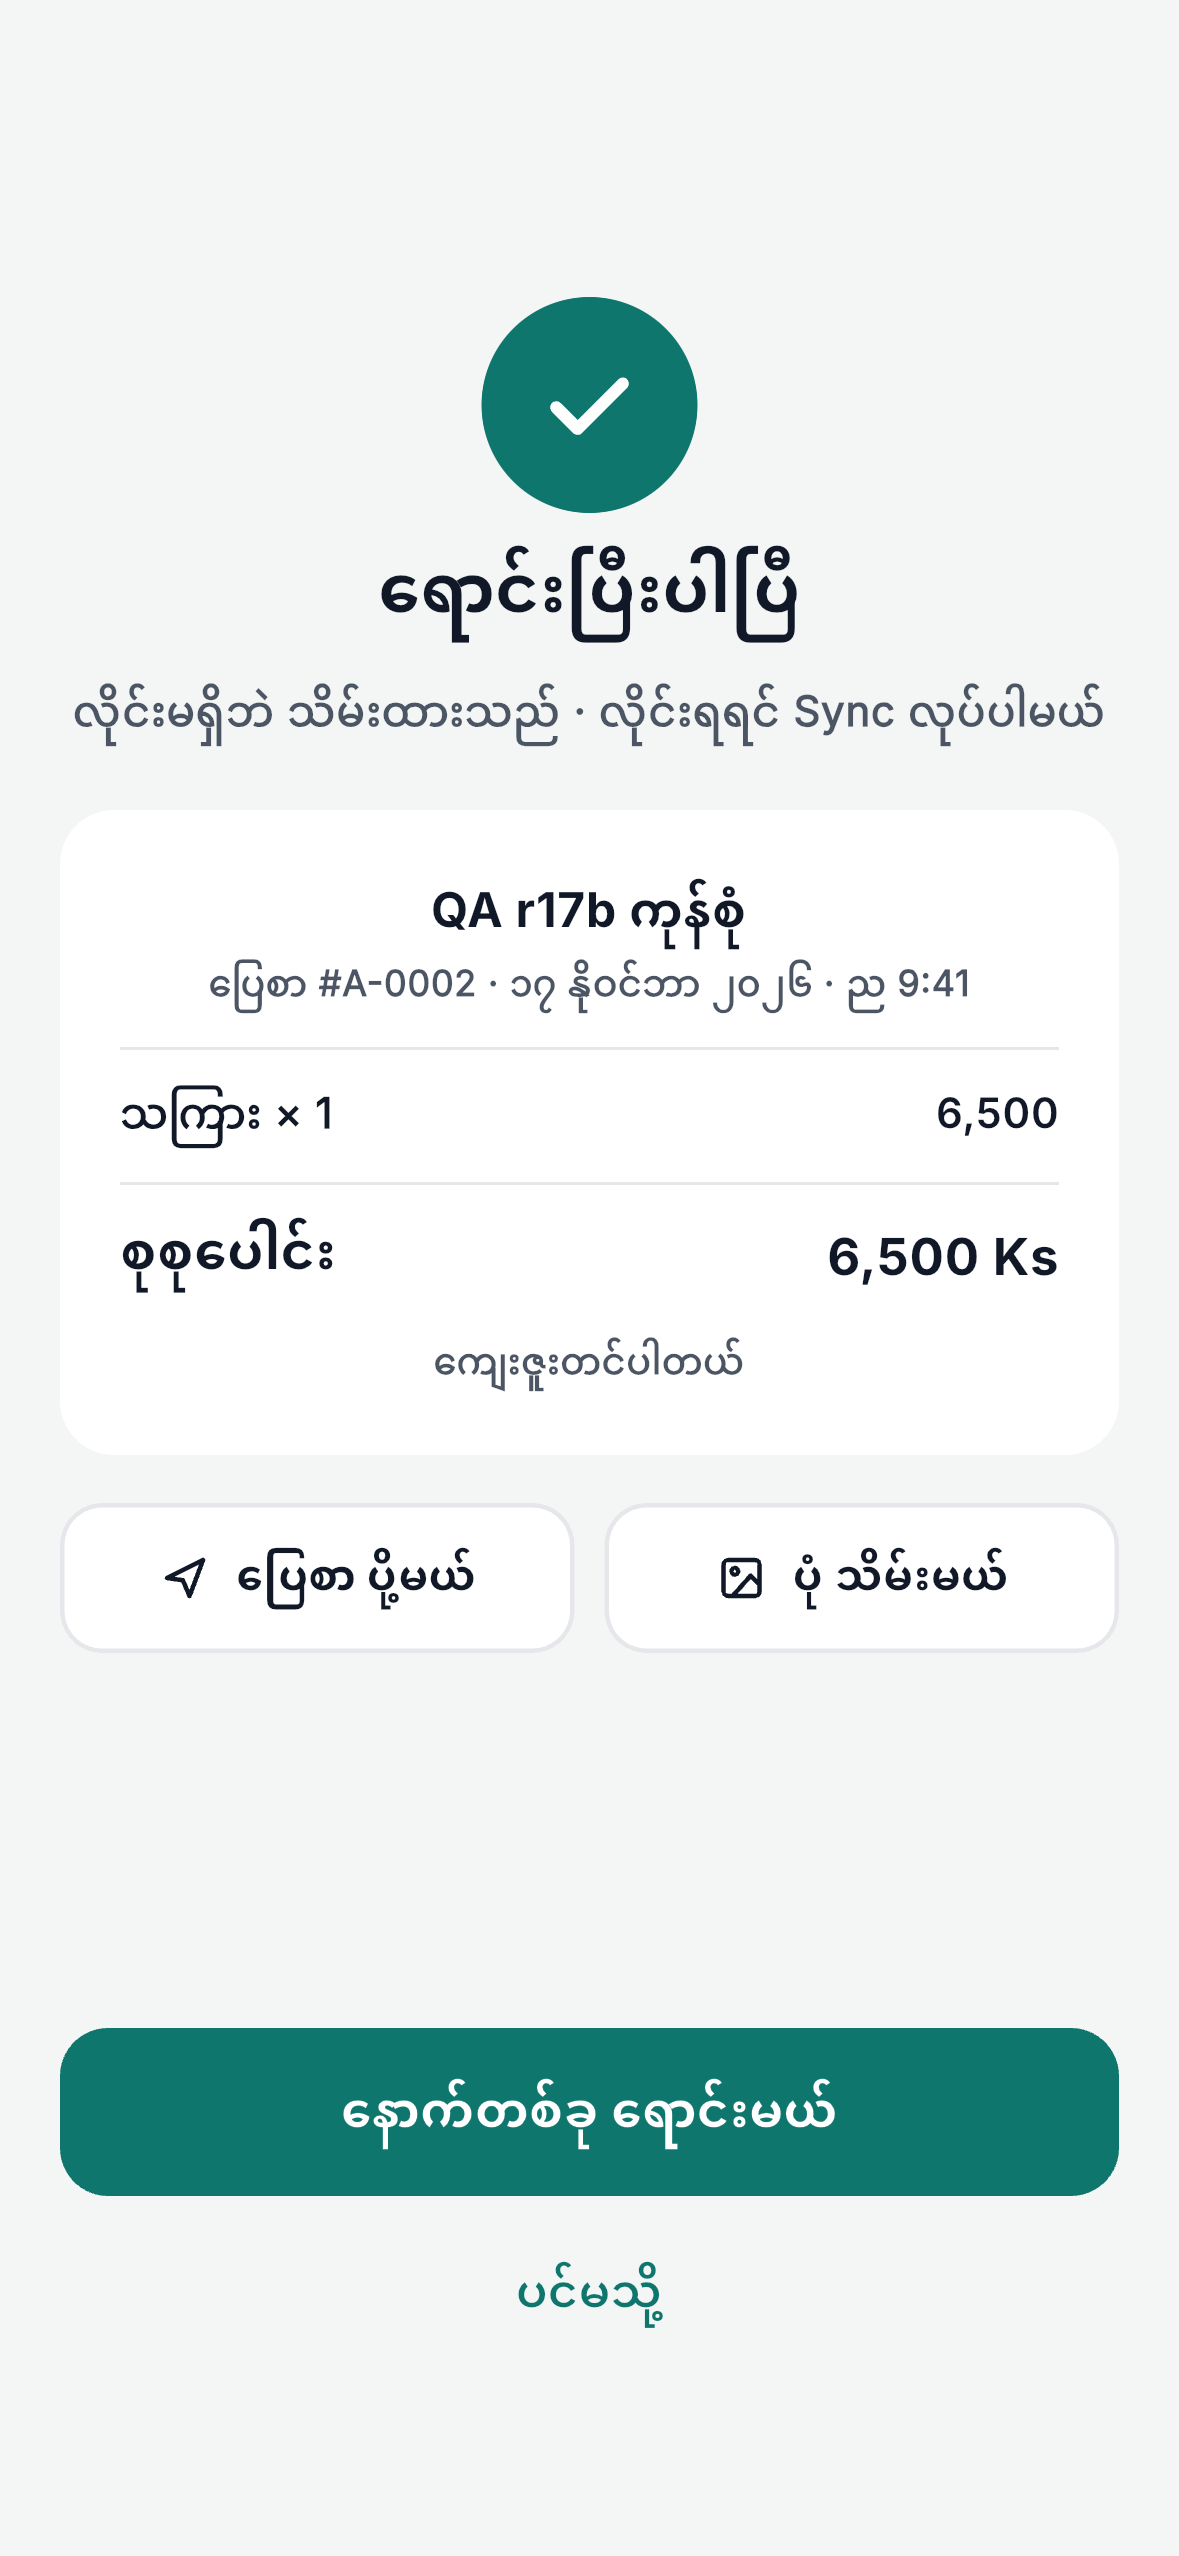 ရောင်းပြီးပါပြီ
လိုင်းမရှိဘဲ သိမ်းထားသည် · လိုင်းရရင် Sync လုပ်ပါမယ်
QA r17b ကုန်စုံ
ပြေစာ #A-0002 · ၁၇ နိုဝင်ဘာ ၂၀၂၆ · ည 9:41
သကြား × 1 6,500
စုစုပေါင်း 6,500 Ks
ကျေးဇူးတင်ပါတယ်
ပြေစာ ပို့မယ် ပုံ သိမ်းမယ်
နောက်တစ်ခု ရောင်းမယ်
ပင်မသို့